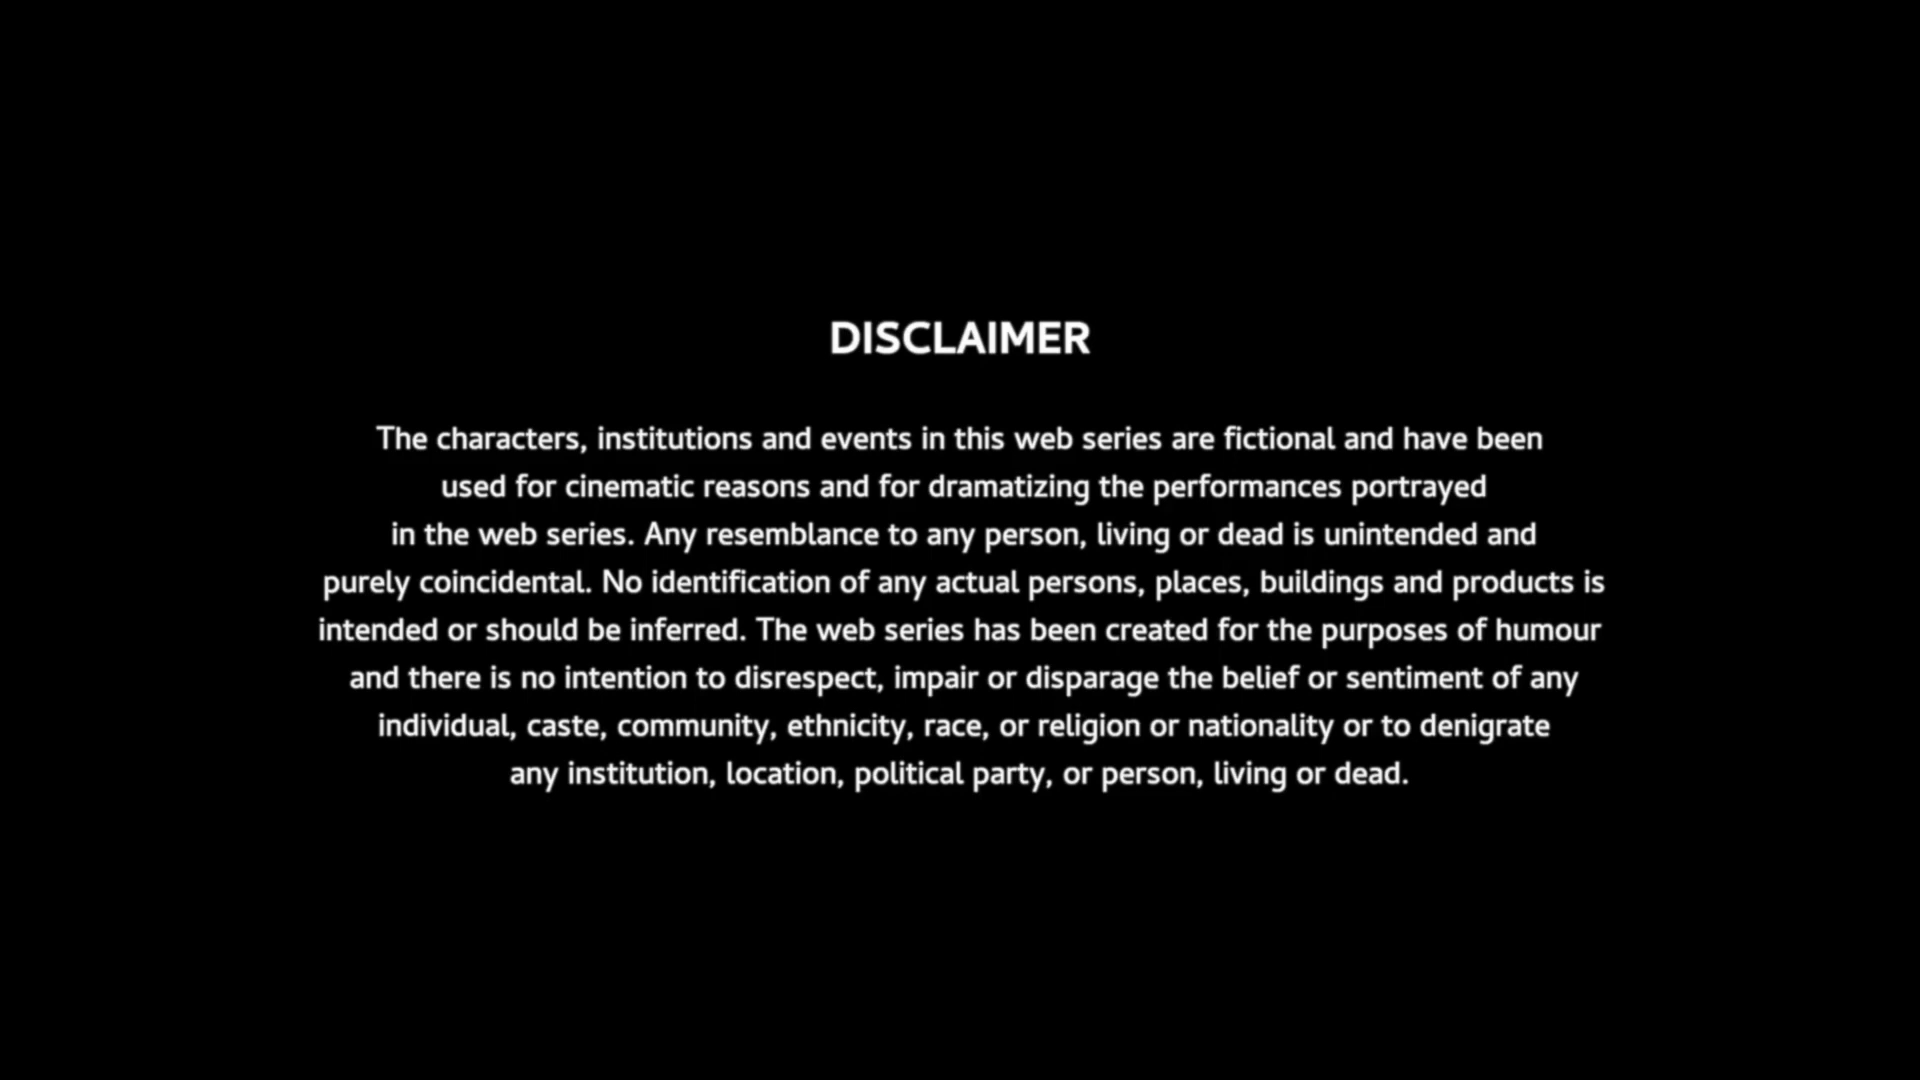 DISCLAIMER
The characters, institutions and events in this web series are fictional and have been
used for cinematic reasons and for dramatizing the performances portrayed
in the web series. Any resemblance to any person, living or dead is unintended and
purely coincidental. No identification of any actual persons, places, buildings and products is
intended or should be inferred. The web series has been created for the purposes of humour
and there is no intention to disrespect, impair or disparage the belief or sentiment of any
individual, caste, community, ethnicity, race, or religion or nationality or to denigrate
any institution, location, political party, or person, living or dead.